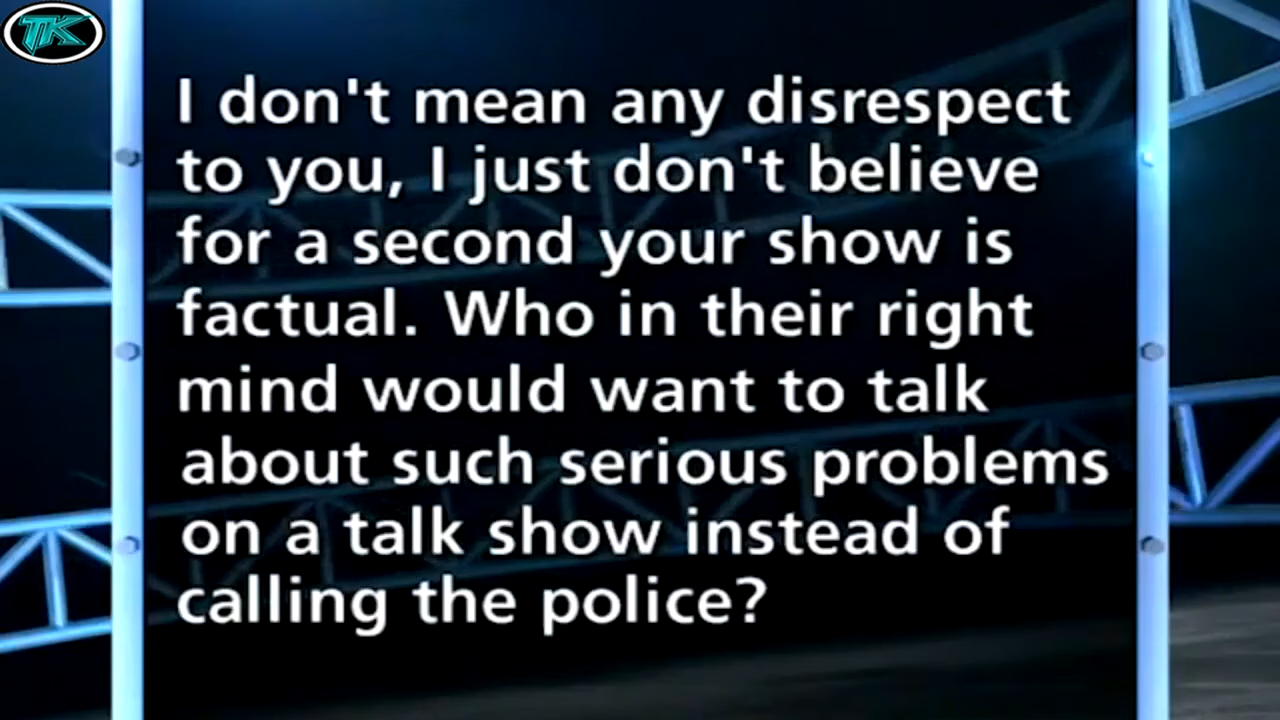 TK
I don't mean any disrespect
to you, I just don't believe
for a second your show is
factual. Who in their right
mind would want to talk
about such serious problems
on a talk show instead of
calling the police?